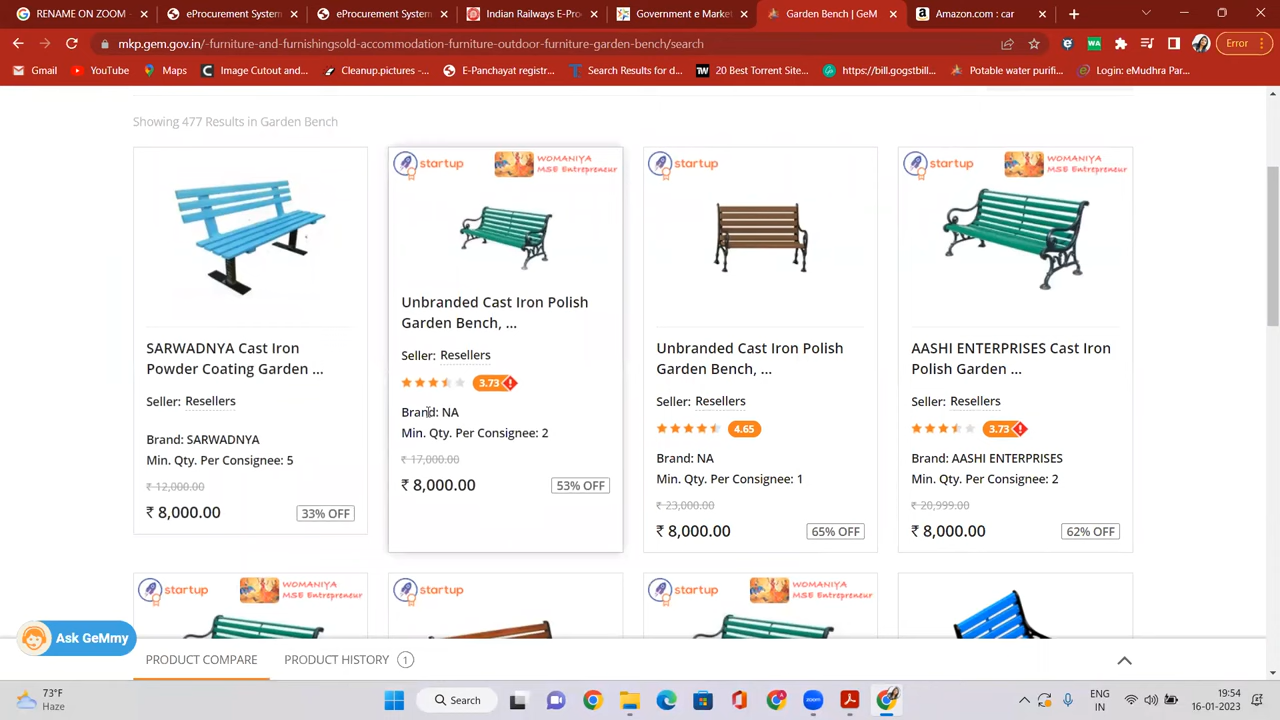 RENAME ON ZOOM -
eProcurement System
eProcurement System
Indian Railways E-Pro
Government e Market
Garden Bench | GeM
Amazon.com : car
mkp.gem.gov.in/-furniture-and-furnishingsold-accommodation-furniture-outdoor-furniture-garden-bench/search
Error
Gmail
YouTube
Maps
Image Cutout and...
Cleanup.pictures -...
E-Panchayat registr...
Search Results for d...
20 Best Torrent Site...
https://bill.gogstbill...
Potable water purifi...
Login: eMudhra Par...
Showing 477 Results in Garden Bench
SARWADNYA Cast Iron
Powder Coating Garden ...
Seller: Resellers
Brand: SARWADNYA
Min. Qty. Per Consignee: 5
₹ 12,000.00
₹ 8,000.00
33% OFF
startup
WOMANIYA
MSE Entrepreneur
Unbranded Cast Iron Polish
Garden Bench, ...
Seller: Resellers
3.73
Brand: NA
Min. Qty. Per Consignee: 2
₹ 17,000.00
₹ 8,000.00
53% OFF
startup
Unbranded Cast Iron Polish
Garden Bench, ...
Seller: Resellers
4.65
Brand: NA
Min. Qty. Per Consignee: 1
₹ 23,000.00
₹ 8,000.00
65% OFF
startup
WOMANIYA
MSE Entrepreneur
AASHI ENTERPRISES Cast Iron
Polish Garden ...
Seller: Resellers
3.73
Brand: AASHI ENTERPRISES
Min. Qty. Per Consignee: 2
₹ 20,999.00
₹ 8,000.00
62% OFF
startup
WOMANIYA
MSE Entrepreneur
startup
startup
WOMANIYA
MSE Entrepreneur
Ask GeMmy
PRODUCT COMPARE
PRODUCT HISTORY 1
73°F
Haze
Search
ENG
IN
19:54
16-01-2023